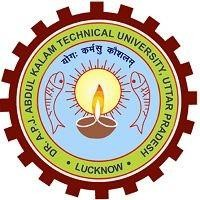 DR. A.P.J. ABDUL KALAM TECHNICAL UNIVERSITY, UTTAR PRADESH
योगः कर्मसु कौशलम्
LUCKNOW